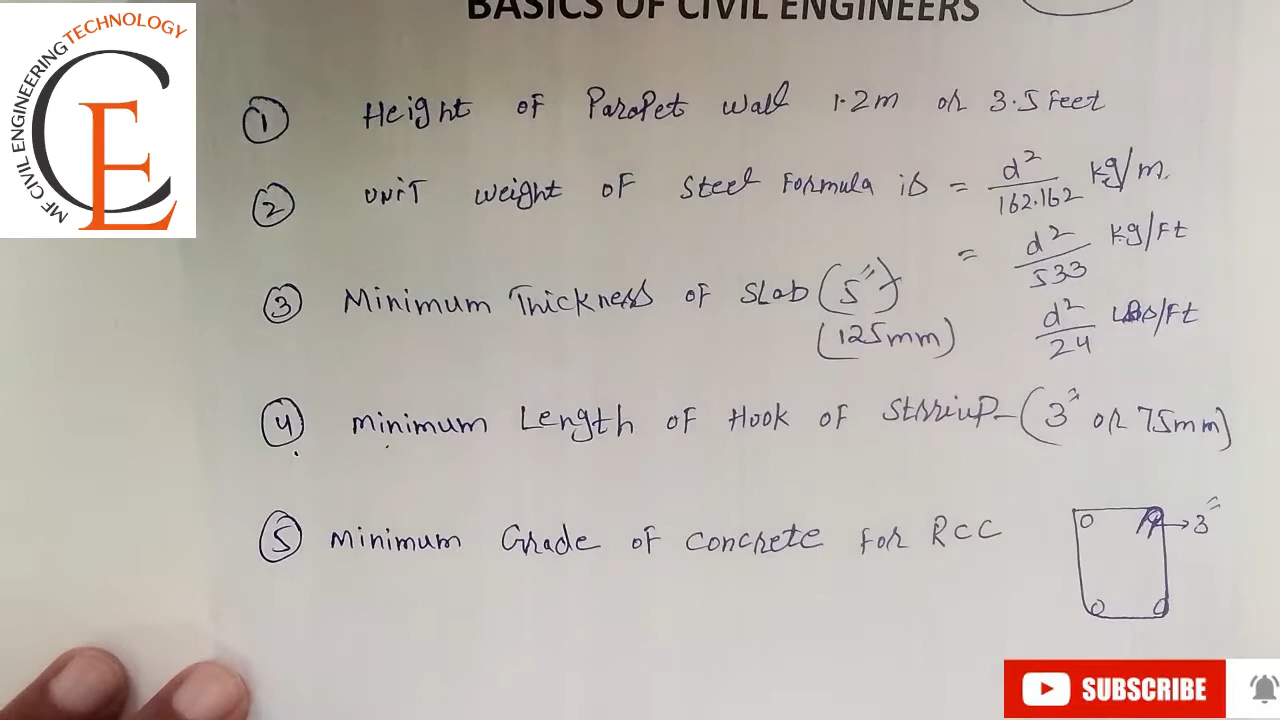 BASICS OF CIVIL ENGINEERS
MF CIVIL ENGINEERING TECHNOLOGY
CE
1 Height of Parapet wall 1.2m or 3.5 Feet
2 UNIT weight of Steel Formula is = d²/162.162 kg/m.
= d²/533 kg/Ft
d²/24 Lbs/Ft
3 Minimum Thickness of Slab (5")
(125mm)
4 Minimum Length of Hook of Stirriup- (3" or 75mm)
5 Minimum Grade of concrete for RCC
3"
SUBSCRIBE